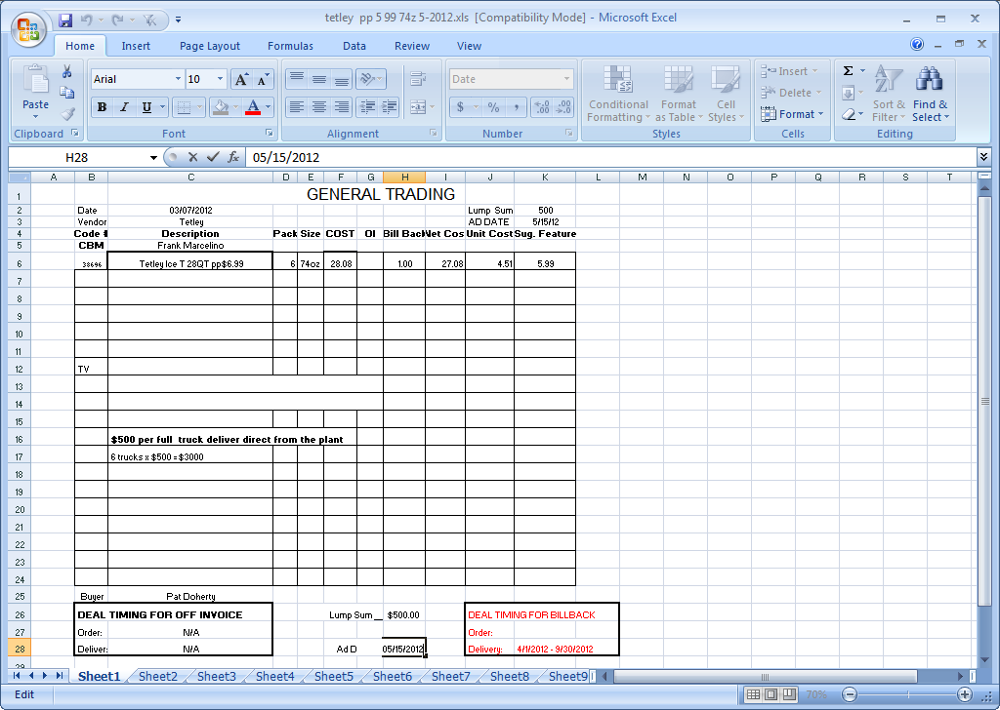 tetley pp 5 99 74z 5-2012.xls [Compatibility Mode] - Microsoft Excel
Home Insert Page Layout Formulas Data Review View
Paste
Clipboard
Arial 10
B I U
A A
Font
Alignment
Date
$ % , .00 .00
Number
Conditional Formatting
Format as Table
Cell Styles
Styles
Insert
Delete
Format
Cells
Σ
Sort & Filter
Find & Select
Editing
H28 fx 05/15/2012
A B C D E F G H I J K L M N O P Q R S T
1 GENERAL TRADING
2 Date 03/07/2012 Lump Sum 500
3 Vendor Tetley AD DATE 5/15/12
4 Code # Description Pack Size COST OI Bill Back Net Cos Unit Cost Sug. Feature
5 CBM Frank Marcelino
6 38696 Tetley Ice T 28QT pp$6.99 6 74oz 28.08 1.00 27.08 4.51 5.99
7
8
9
10
11
12 TV
13
14
15
16 $500 per full truck deliver direct from the plant
17 6 trucks x $500 = $3000
18
19
20
21
22
23
24
25 Buyer Pat Doherty
26 DEAL TIMING FOR OFF INVOICE Lump Sum $500.00 DEAL TIMING FOR BILLBACK
27 Order: N/A Order:
28 Deliver: N/A Ad D 05/15/2012 Delivery: 4/1/2012 - 9/30/2012
29
Sheet1 Sheet2 Sheet3 Sheet4 Sheet5 Sheet6 Sheet7 Sheet8 Sheet9
Edit 70%